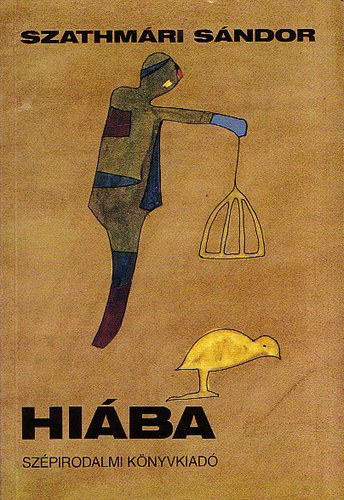 SZATHMÁRI SÁNDOR
HIÁBA
SZÉPIRODALMI KÖNYVKIADÓ